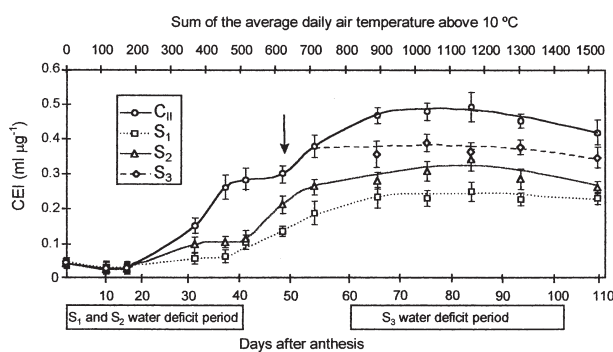 Sum of the average daily air temperature above 10 ºC
0 100 200 300 400 500 600 700 800 900 1000 1100 1200 1300 1400 1500
0.6
0.5
0.4
0.3
0.2
0.1
0
CEI (ml µg⁻¹)
C_II
S₁
S₂
S₃
0 10 20 30 40 50 60 70 80 90 100 110
S₁ and S₂ water deficit period
S₃ water deficit period
Days after anthesis